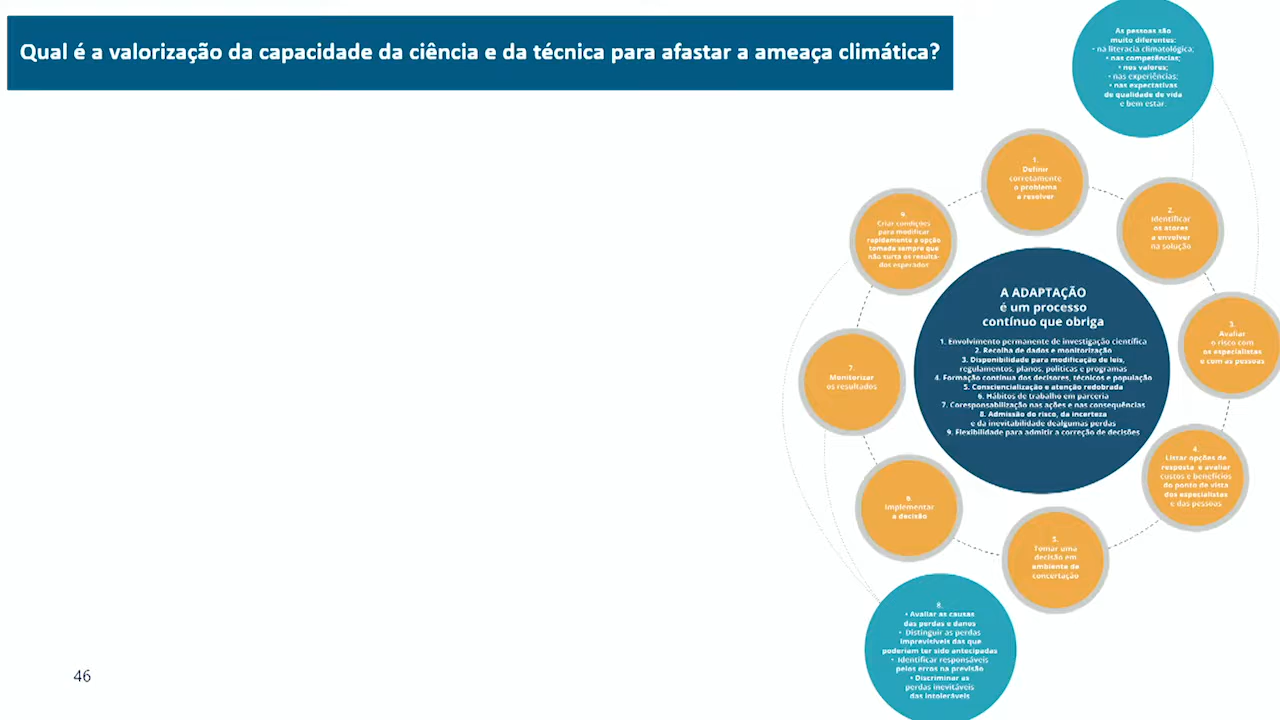 Qual é a valorização da capacidade da ciência e da técnica para afastar a ameaça climática?
As pessoas são
muito diferentes:
• na literacia climatológica;
• nas competências;
• nos valores;
• nas experiências;
• nas expectativas
de qualidade de vida
e bem estar.
1.
Definir
corretamente
o problema
a resolver
2.
Identificar
os atores
a envolver
na solução
3.
Avaliar
o risco com
os especialistas
e com as pessoas
4.
Listar opções de
resposta e avaliar
custos e benefícios
do ponto de vista
dos especialistas
e das pessoas
5.
Tomar uma
decisão em
ambiente de
concertação
6.
Implementar
a decisão
7.
Monitorizar
os resultados
8.
• Avaliar as causas
das perdas e danos
• Distinguir as perdas
imprevisíveis das que
poderiam ter sido antecipadas
• Identificar responsáveis
pelos erros na previsão
• Discriminar as
perdas inevitáveis
das intoleráveis
9.
Criar condições
para modificar
rapidamente a opção
tomada sempre que
não surta os resulta-
dos esperados
A ADAPTAÇÃO
é um processo
contínuo que obriga
1. Envolvimento permanente de investigação científica
2. Recolha de dados e monitorização
3. Disponibilidade para modificação de leis,
regulamentos, planos, políticas e programas
4. Formação contínua dos decisores, técnicos e população
5. Consciencialização e atenção redobrada
6. Hábitos de trabalho em parceria
7. Coresponsabilização nas ações e nas consequências
8. Admissão do risco, da incerteza
e da inevitabilidade dealgumas perdas
9. Flexibilidade para admitir a correção de decisões
46